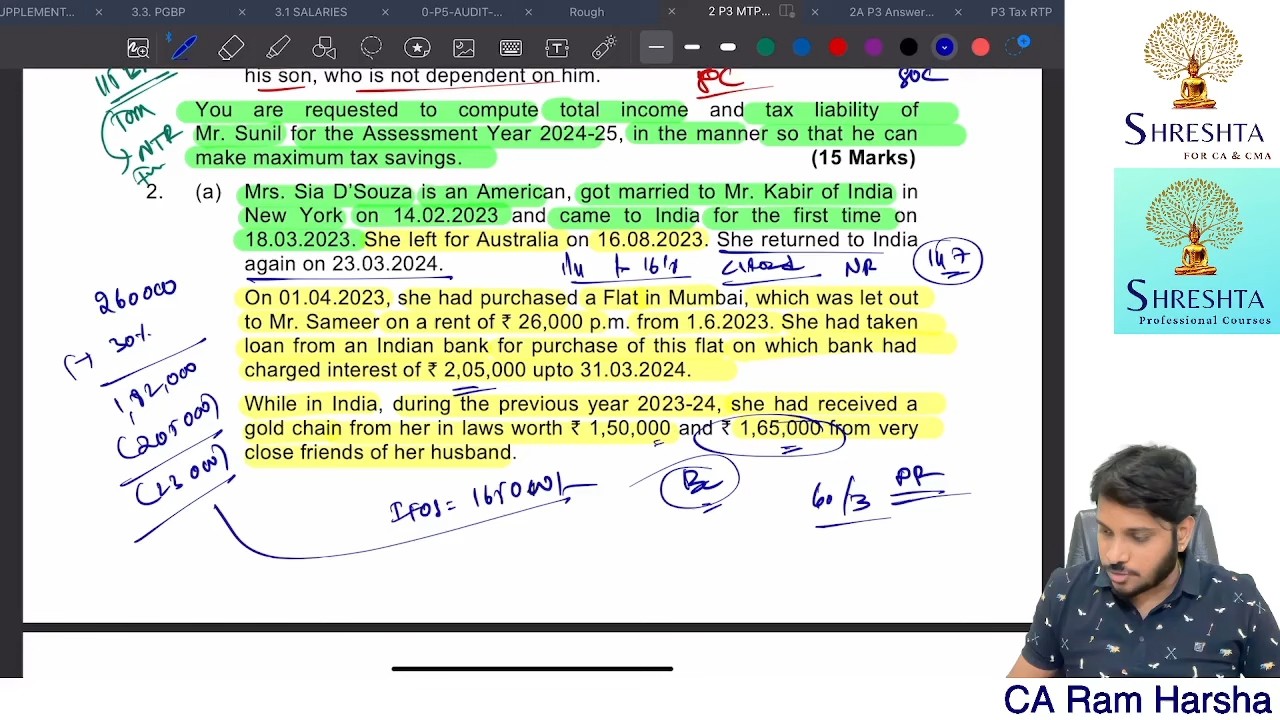 UPPLEMENT... × 3.3. PGBP × 3.1 SALARIES × 0-P5-AUDIT-... × Rough × 2 P3 MTP... × 2A P3 Answer... × P3 Tax RTP
his son, who is not dependent on him.
You are requested to compute total income and tax liability of
Mr. Sunil for the Assessment Year 2024-25, in the manner so that he can
make maximum tax savings. (15 Marks)
Tom
NTR
2. (a) Mrs. Sia D'Souza is an American, got married to Mr. Kabir of India in
New York on 14.02.2023 and came to India for the first time on
18.03.2023. She left for Australia on 16.08.2023. She returned to India
again on 23.03.2024.
NR
147
On 01.04.2023, she had purchased a Flat in Mumbai, which was let out
to Mr. Sameer on a rent of ₹ 26,000 p.m. from 1.6.2023. She had taken
loan from an Indian bank for purchase of this flat on which bank had
charged interest of ₹ 2,05,000 upto 31.03.2024.
While in India, during the previous year 2023-24, she had received a
gold chain from her in laws worth ₹ 1,50,000 and ₹ 1,65,000 from very
close friends of her husband.
260000
(-) 30%
1,82,000
(205000)
(23000)
IFOS = 165000/-
60/3
PR
SHRESHTA
FOR CA & CMA
SHRESHTA
Professional Courses
CA Ram Harsha